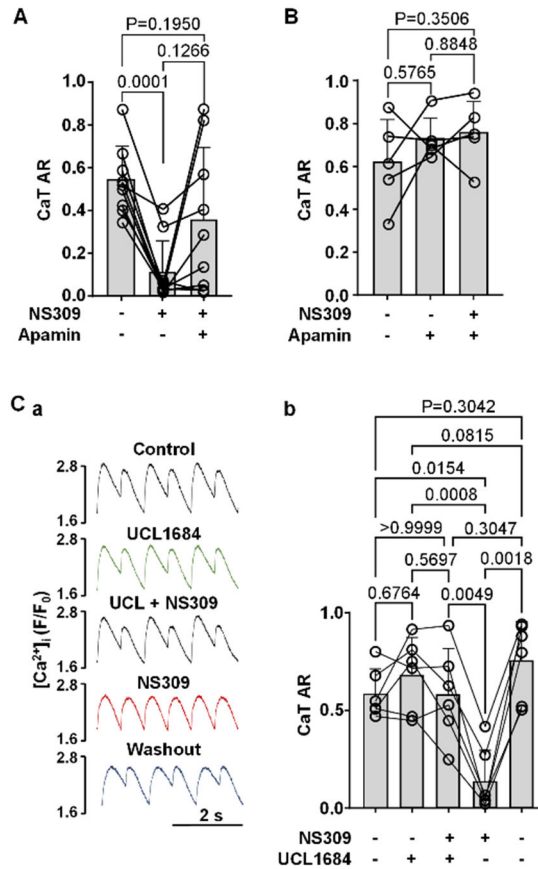 A
P=0.1950
0.1266
0.0001
CaT AR
1.0
0.8
0.6
0.4
0.2
0.0
NS309 - + +
Apamin - - +
B
P=0.3506
0.8848
0.5765
CaT AR
1.0
0.8
0.6
0.4
0.2
0.0
NS309 - - +
Apamin - + +
C a
[Ca²⁺]ᵢ (F/F₀)
Control
2.8
1.6
UCL1684
2.8
1.6
UCL + NS309
2.8
1.6
NS309
2.8
1.6
Washout
2.8
1.6
2 s
b
P=0.3042
0.0815
0.0154
0.0008
>0.9999 0.3047
0.5697 0.0018
0.6764 0.0049
CaT AR
1.0
0.5
0.0
NS309 - - + + -
UCL1684 - + + - -